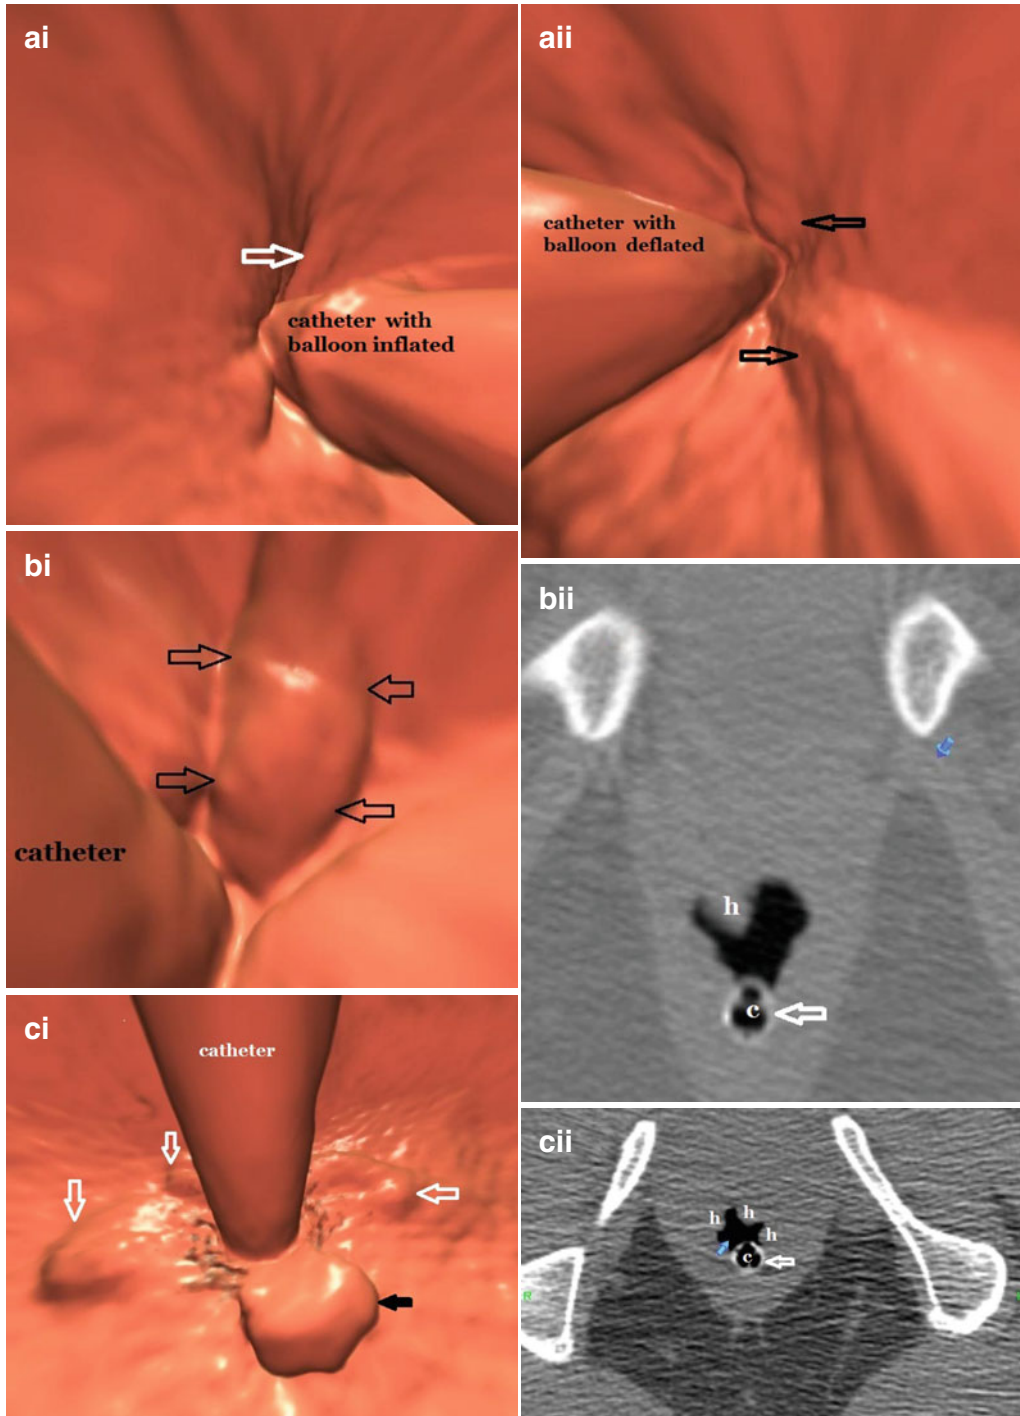 ai
catheter with
balloon inflated
aii
catheter with
balloon deflated
bi
catheter
bii
h
c
ci
catheter
cii
h
h
h
c
R